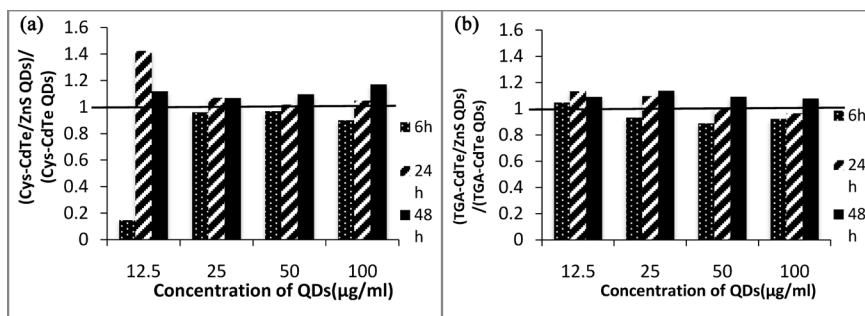 (a)
(Cys-CdTe/ZnS QDs)/
(Cys-CdTe QDs)
1.6
1.4
1.2
1
0.8
0.6
0.4
0.2
0
12.5 25 50 100
Concentration of QDs(µg/ml)
6h
24
h
48
h
(b)
(TGA-CdTe/ZnS QDs)
/(TGA-CdTe QDs)
1.6
1.4
1.2
1
0.8
0.6
0.4
0.2
0
12.5 25 50 100
Concentration of QDs(µg/ml)
6h
24
h
48
h